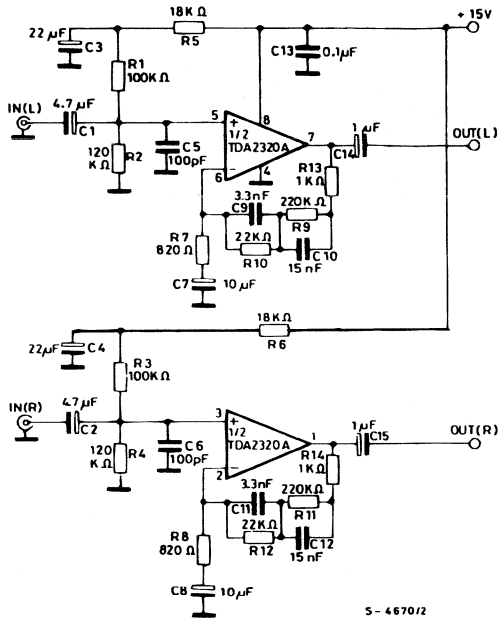 18KΩ
R5
+ 15V
22µF
C3
R1
100KΩ
C13
0.1µF
IN(L)
4.7µF
C1
120
KΩ
R2
C5
100pF
5
+
8
1/2
TDA2320A
7
4
6
−
1µF
C14
OUT(L)
R13
1KΩ
3.3nF
C9
220KΩ
R9
22KΩ
R10
C10
15nF
R7
820Ω
C7
10µF
18KΩ
R6
22µF
C4
R3
100KΩ
IN(R)
4.7µF
C2
120
KΩ
R4
C6
100pF
3
+
1/2
TDA2320A
1
2
−
1µF
C15
OUT(R)
R14
1KΩ
3.3nF
C11
220KΩ
R11
22KΩ
R12
C12
15nF
R8
820Ω
C8
10µF
S-4670/2